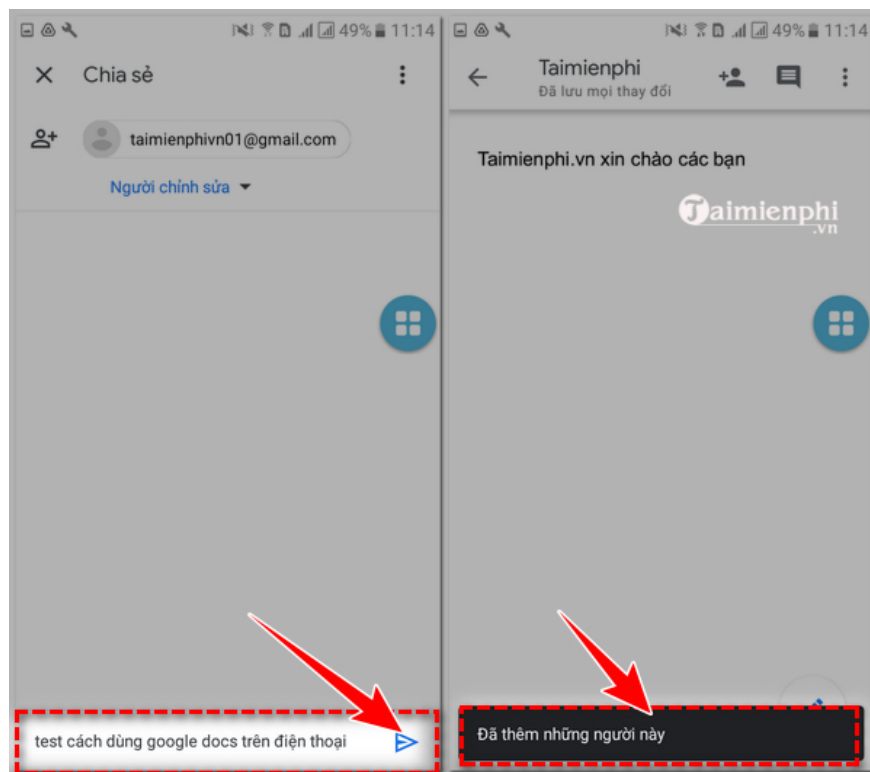 49% 11:14
Chia sẻ
taimienphivn01@gmail.com
Người chỉnh sửa
test cách dùng google docs trên điện thoại
49% 11:14
Taimienphi
Đã lưu mọi thay đổi
Taimienphi.vn xin chào các bạn
Taimienphi
.vn
Đã thêm những người này